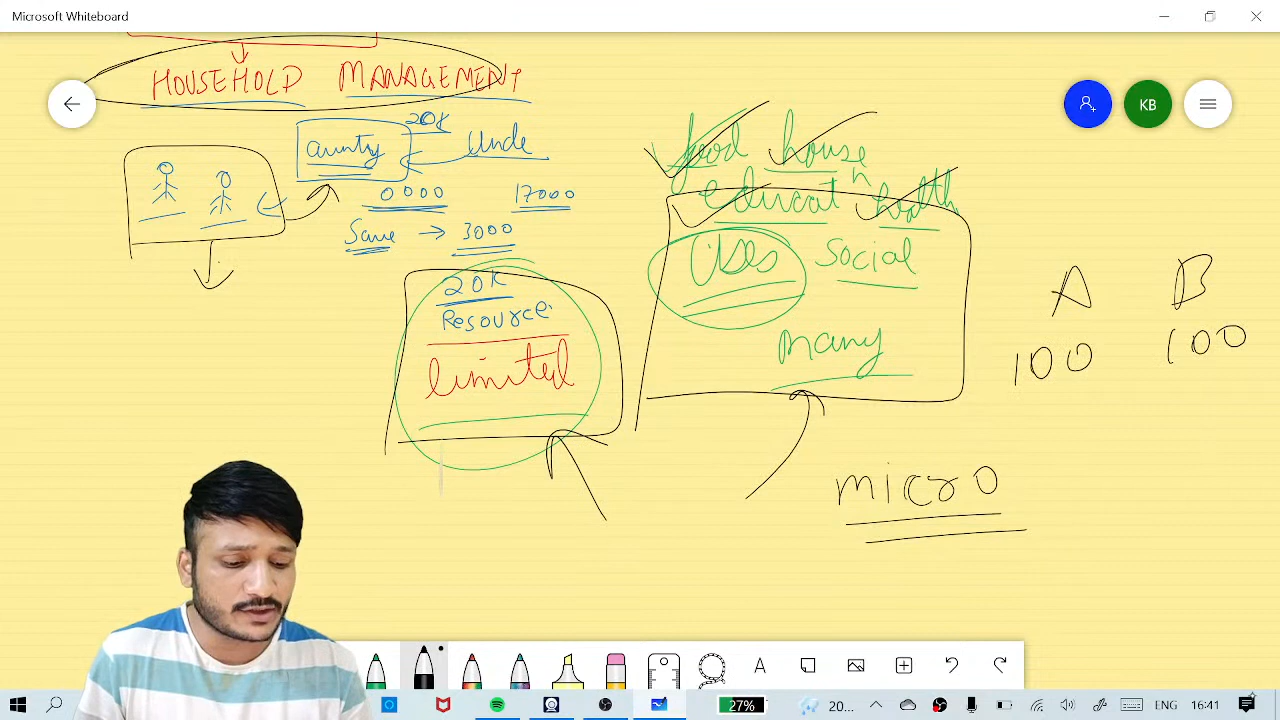 Microsoft Whiteboard
HOUSEHOLD MANAGEMENT
20K
aunty Uncle
0000 17000
Save → 3000
20K
Resource
limited
food house
educat n health
Uses Social
many
A B
100 100
micro
KB
A
27%
20...
ENG 16:41